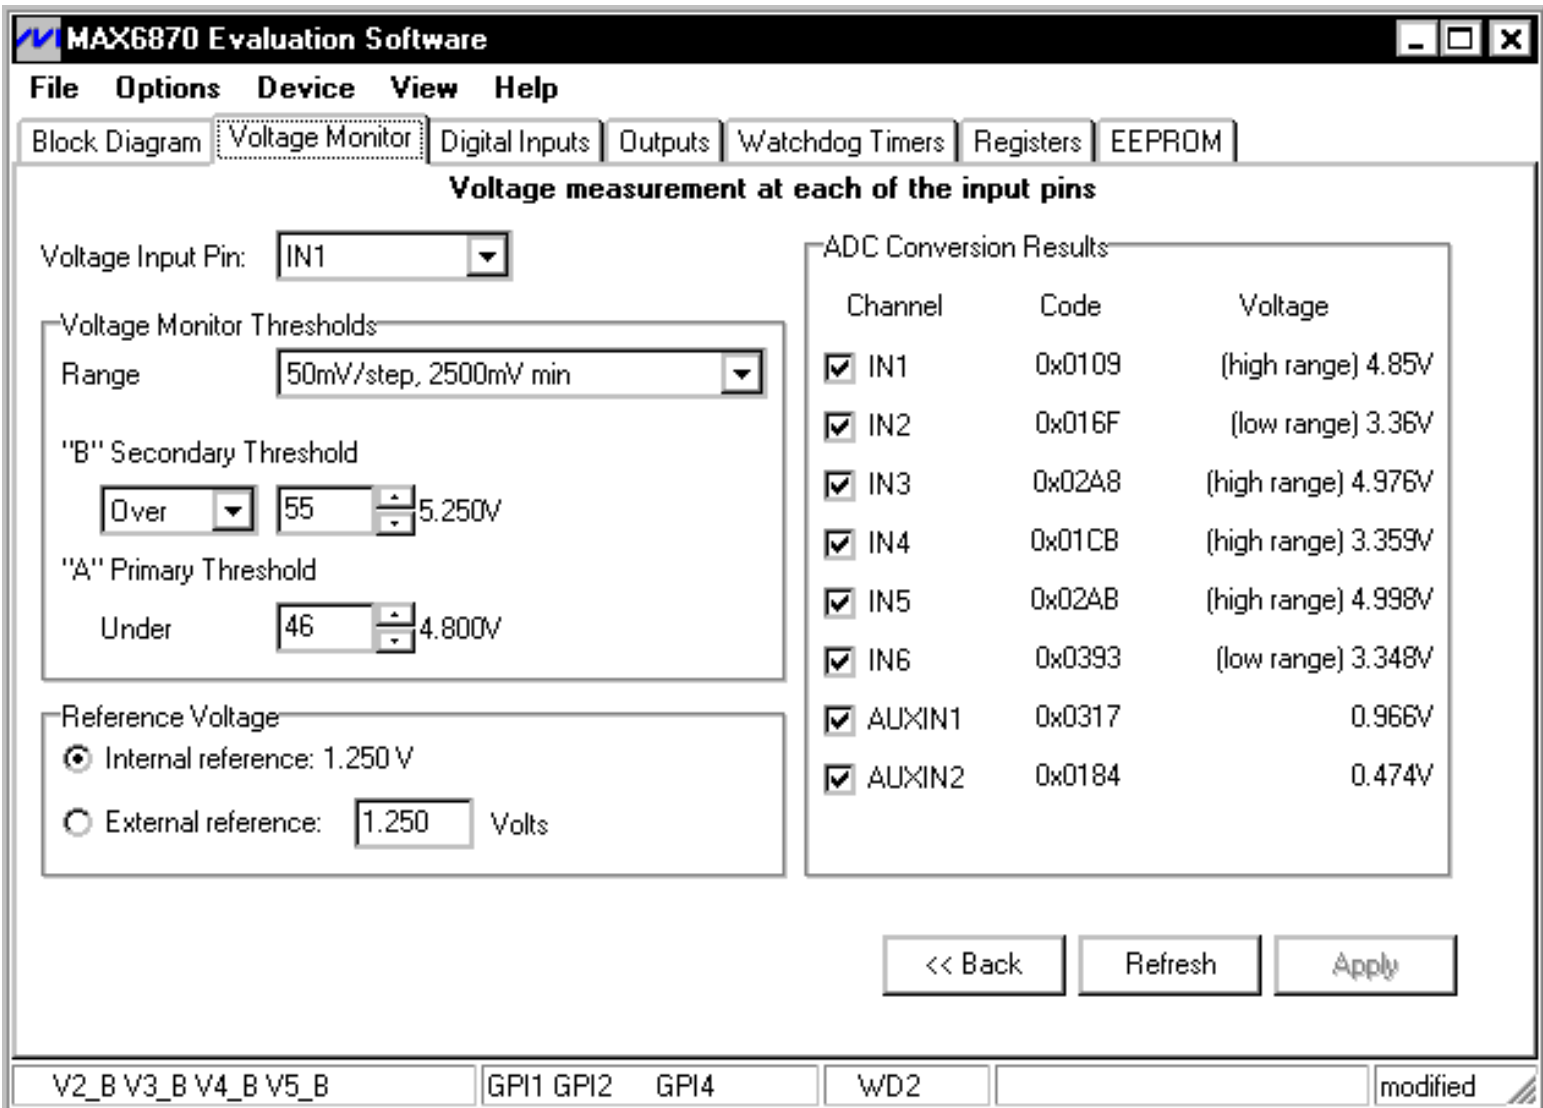 MAX6870 Evaluation Software
File Options Device View Help
Block Diagram Voltage Monitor Digital Inputs Outputs Watchdog Timers Registers EEPROM
Voltage measurement at each of the input pins
Voltage Input Pin: IN1
Voltage Monitor Thresholds
Range 50mV/step, 2500mV min
"B" Secondary Threshold
Over 55 5.250V
"A" Primary Threshold
Under 46 4.800V
Reference Voltage
Internal reference: 1.250 V
External reference: 1.250 Volts
ADC Conversion Results
Channel Code Voltage
IN1 0x0109 (high range) 4.85V
IN2 0x016F (low range) 3.36V
IN3 0x02A8 (high range) 4.976V
IN4 0x01CB (high range) 3.359V
IN5 0x02AB (high range) 4.998V
IN6 0x0393 (low range) 3.348V
AUXIN1 0x0317 0.966V
AUXIN2 0x0184 0.474V
<< Back Refresh Apply
V2_B V3_B V4_B V5_B GPI1 GPI2 GPI4 WD2 modified